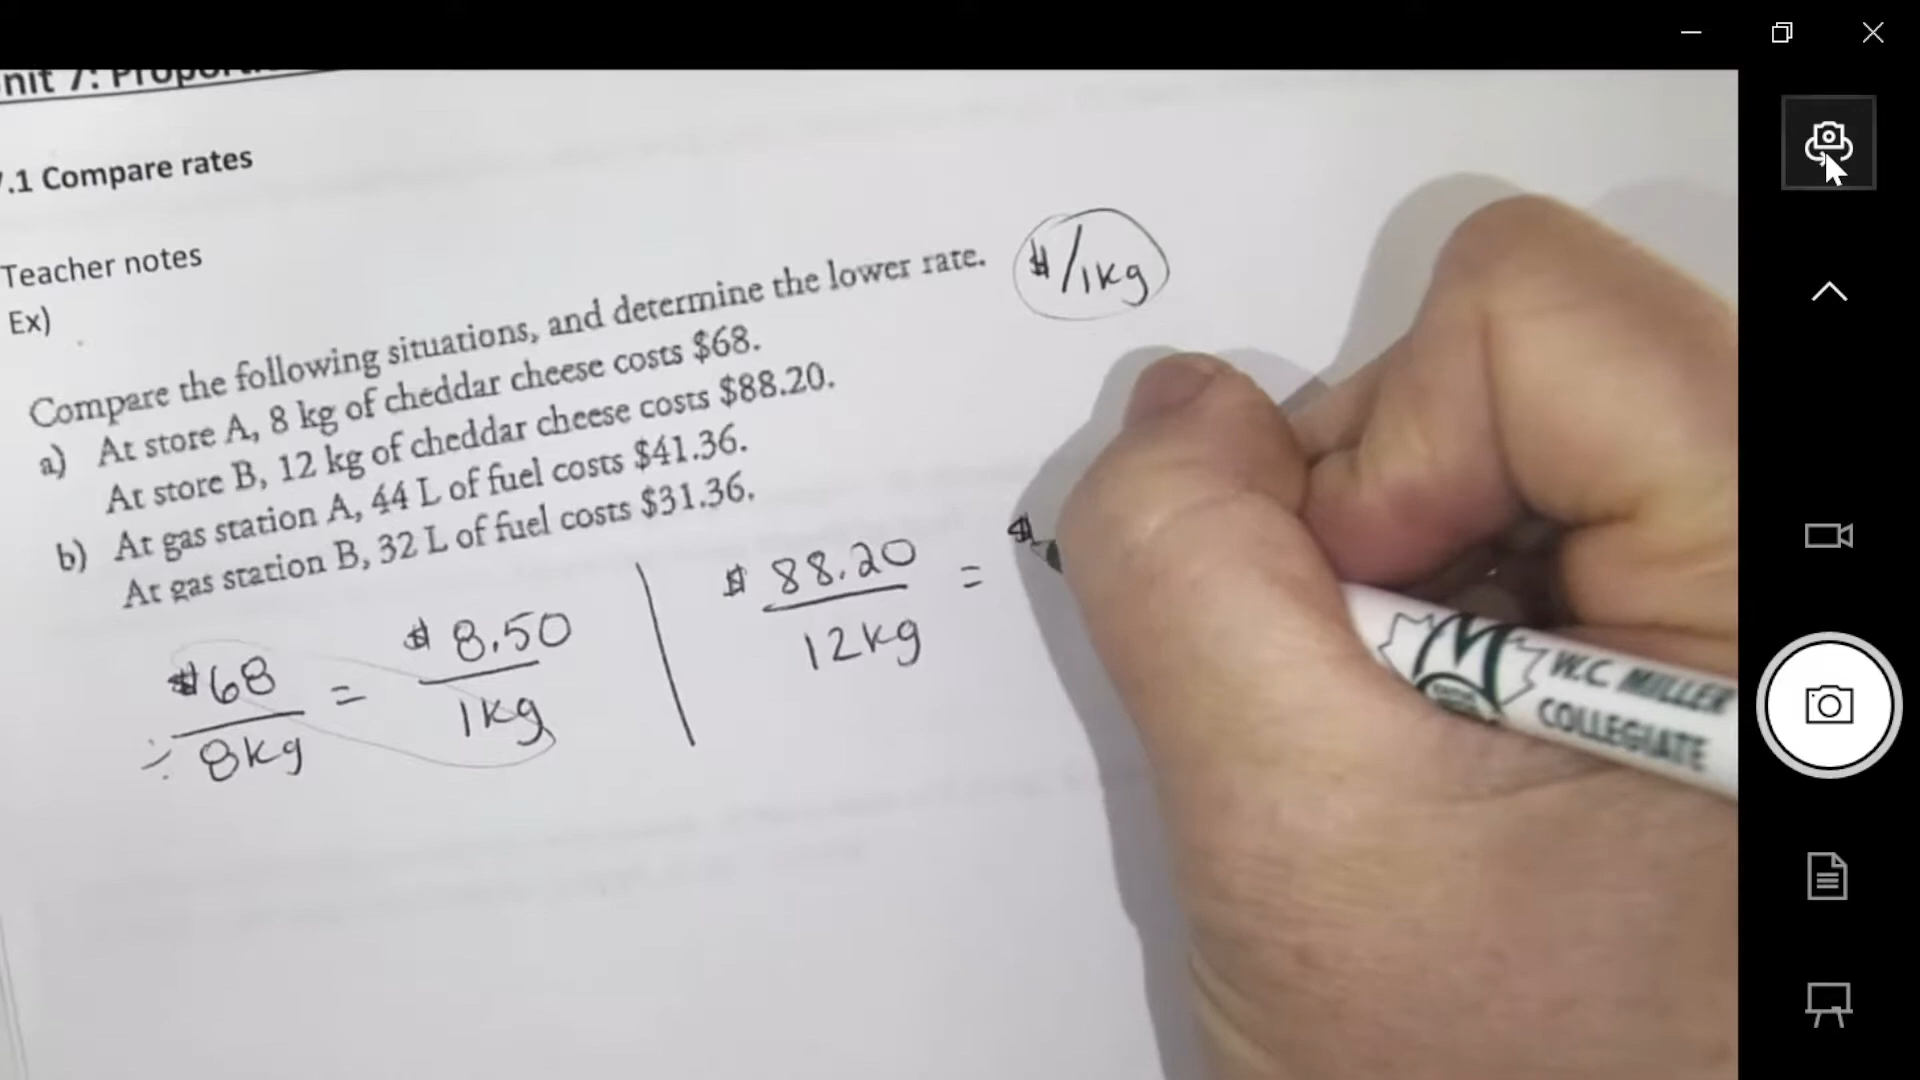 nit 7: Proporti
7.1 Compare rates
Teacher notes
Ex)
Compare the following situations, and determine the lower rate.
$/1kg
a) At store A, 8 kg of cheddar cheese costs $68.
At store B, 12 kg of cheddar cheese costs $88.20.
b) At gas station A, 44 L of fuel costs $41.36.
At gas station B, 32 L of fuel costs $31.36.
$68
÷ 8kg
=
$8.50
1kg
$88.20
12kg
=
$
M
W.C. MILLER
COLLEGIATE